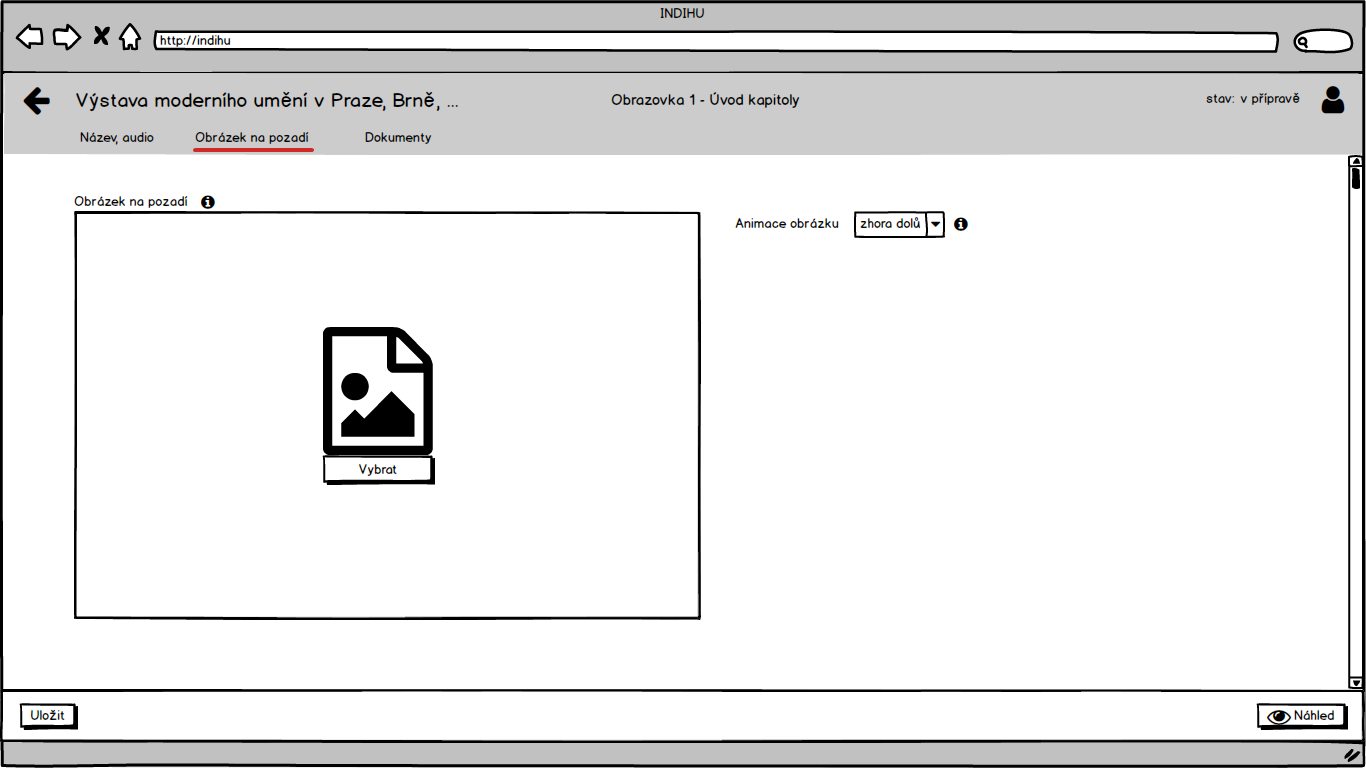 INDIHU
http://indihu
Výstava moderního umění v Praze, Brně, ...
Obrazovka 1 - Úvod kapitoly
stav: v přípravě
Název, audio
Obrázek na pozadí
Dokumenty
Obrázek na pozadí
Animace obrázku
zhora dolů
Vybrat
Uložit
Náhled